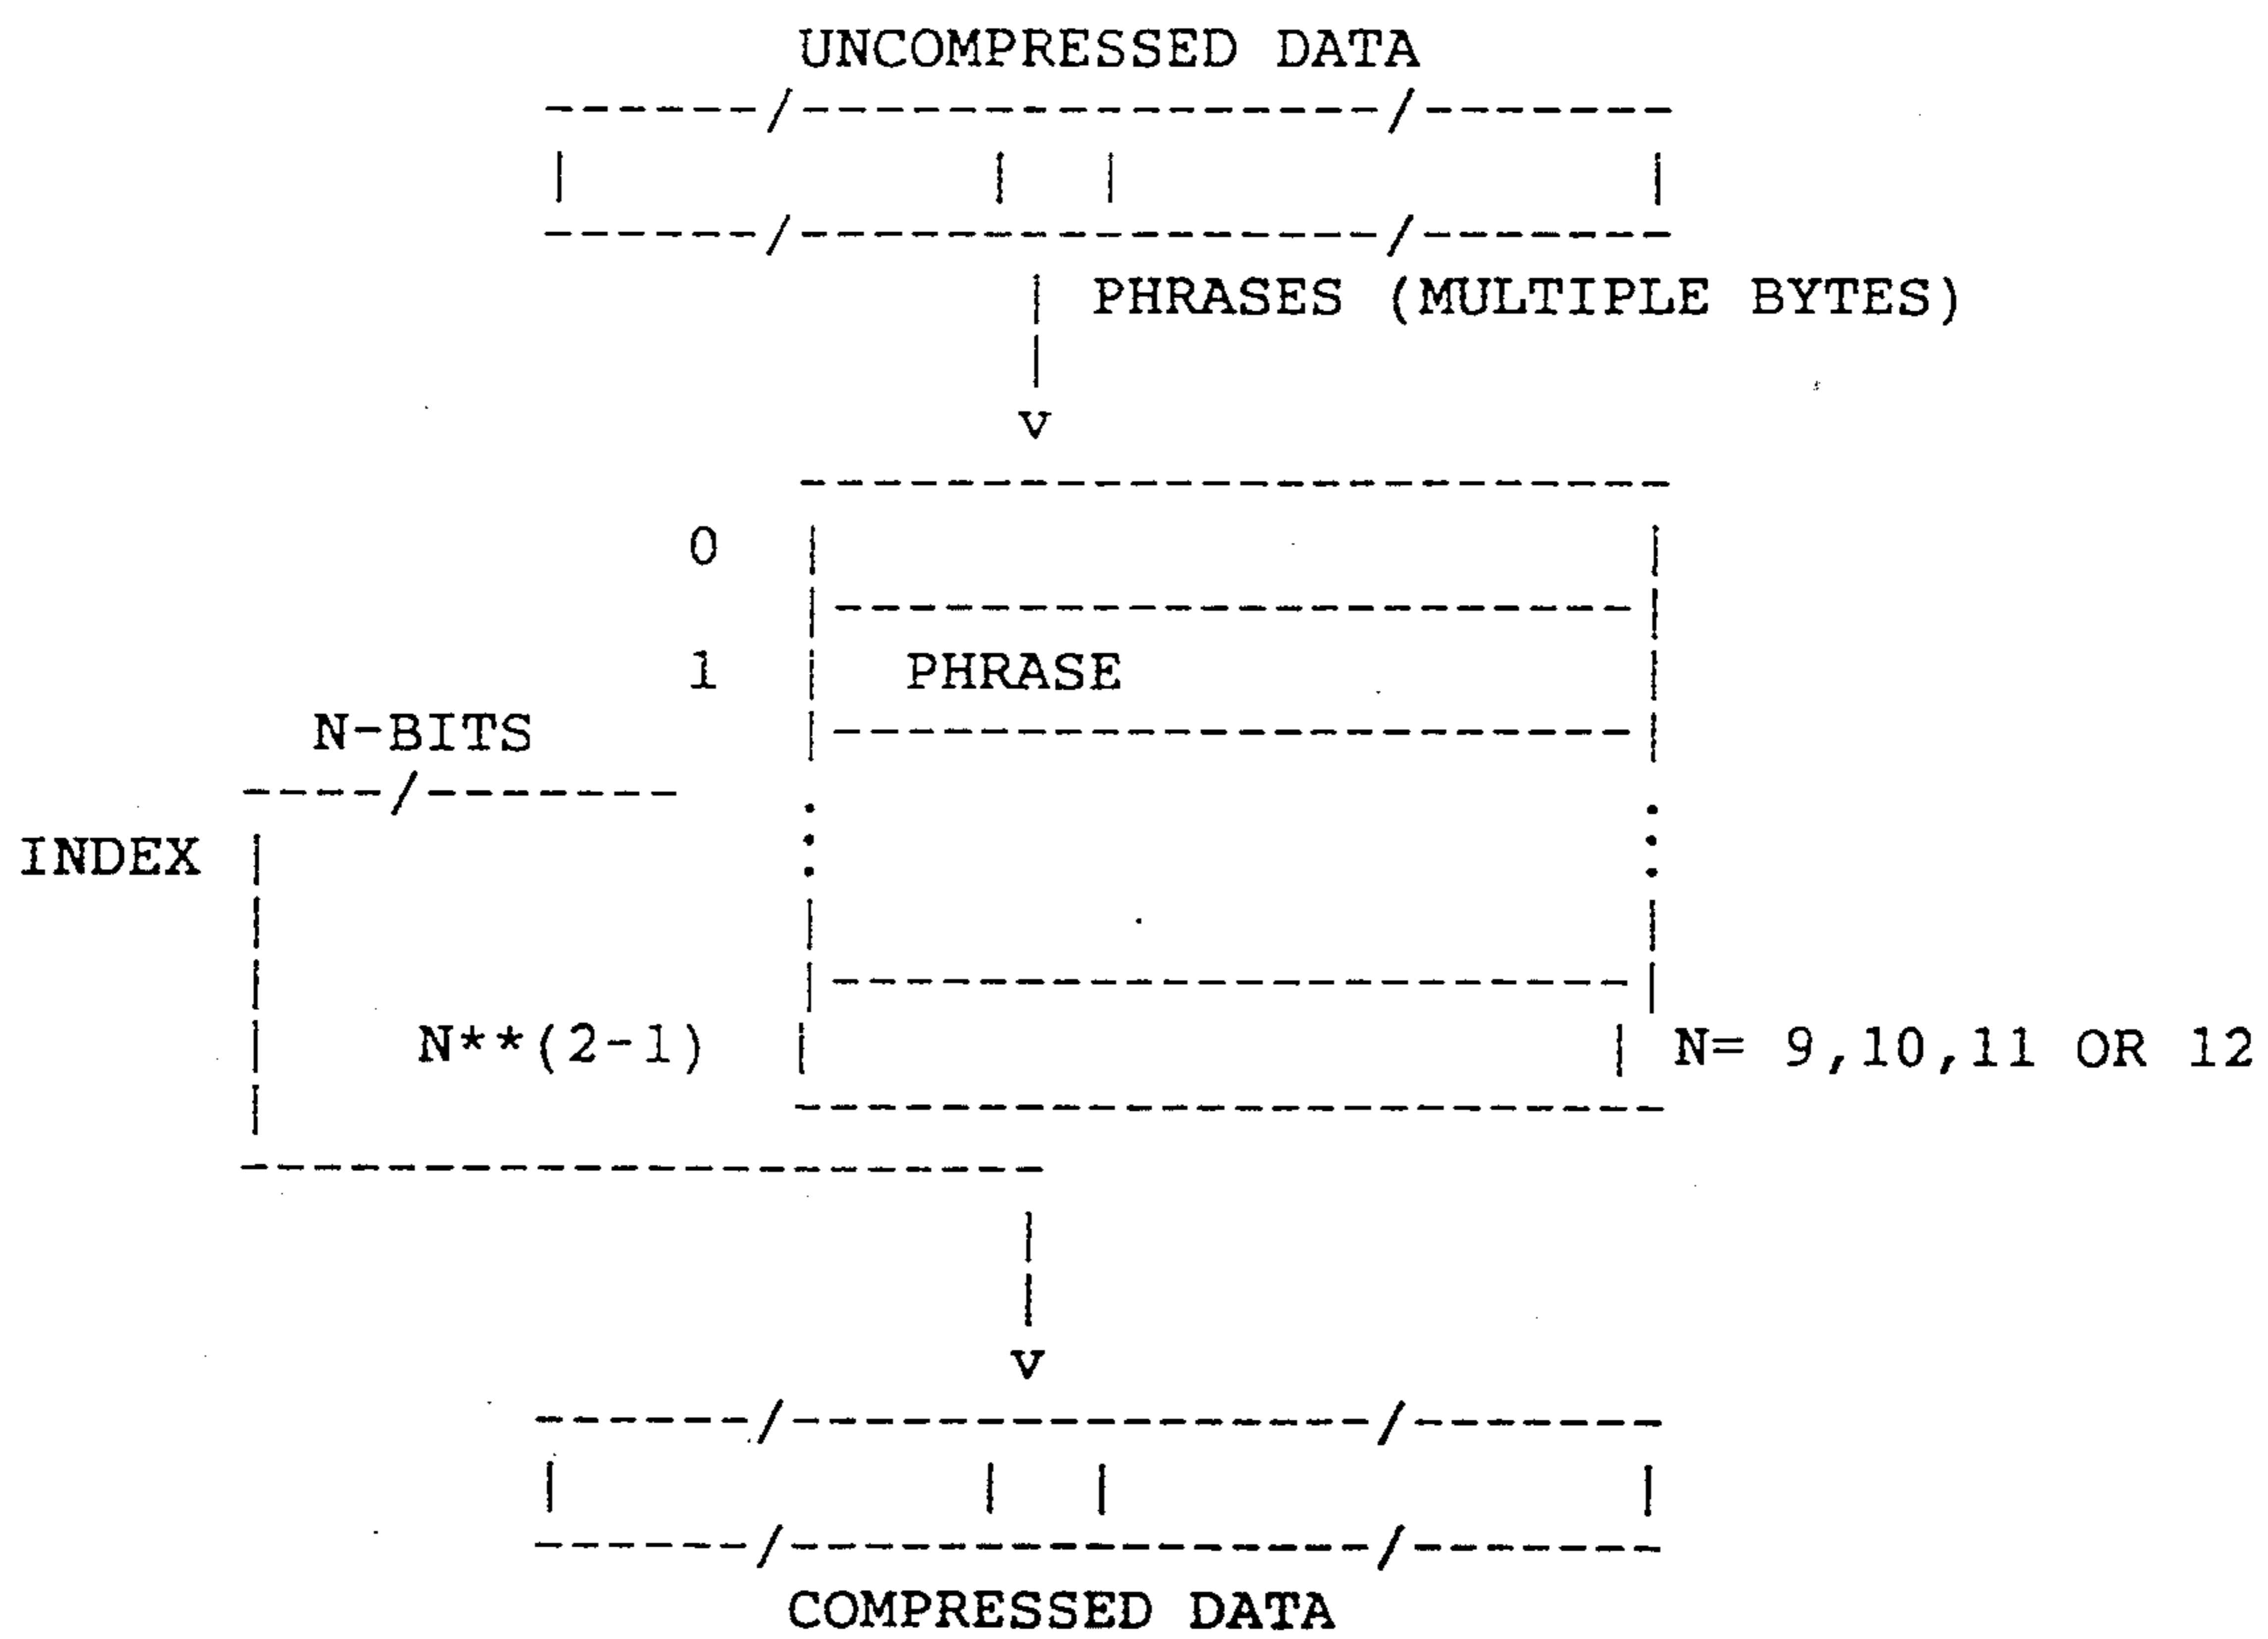 UNCOMPRESSED DATA
PHRASES (MULTIPLE BYTES)
0
1 PHRASE
N-BITS
INDEX
N**(2-1) N= 9,10,11 OR 12
COMPRESSED DATA